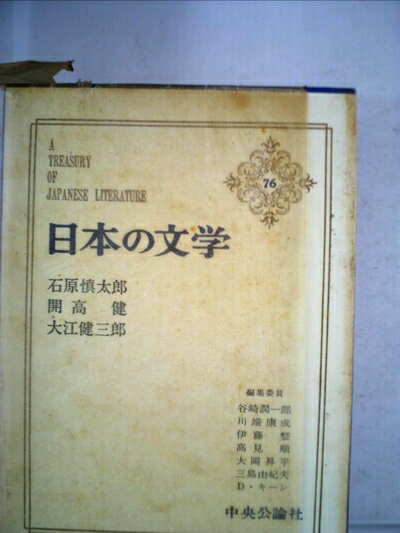 A
TREASURY
OF
JAPANESE LITERATURE
76
日本の文学
石原慎太郎
開高 健
大江健三郎
編集委員
谷崎潤一郎
川端康成
伊藤 整
高見 順
大岡昇平
三島由紀夫
D・キーン
中央公論社